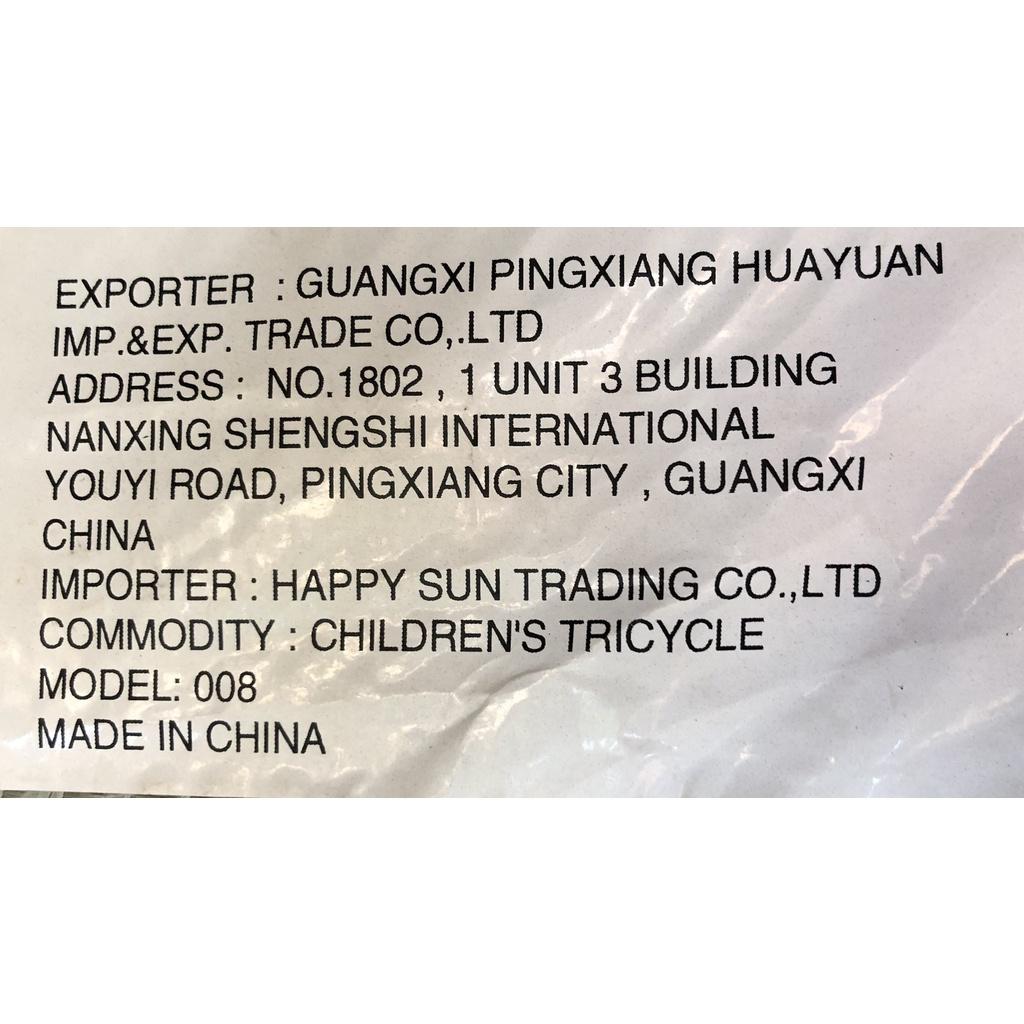 EXPORTER : GUANGXI PINGXIANG HUAYUAN
IMP.&EXP. TRADE CO,.LTD
ADDRESS : NO.1802 , 1 UNIT 3 BUILDING
NANXING SHENGSHI INTERNATIONAL
YOUYI ROAD, PINGXIANG CITY , GUANGXI
CHINA
IMPORTER : HAPPY SUN TRADING CO.,LTD
COMMODITY : CHILDREN'S TRICYCLE
MODEL: 008
MADE IN CHINA